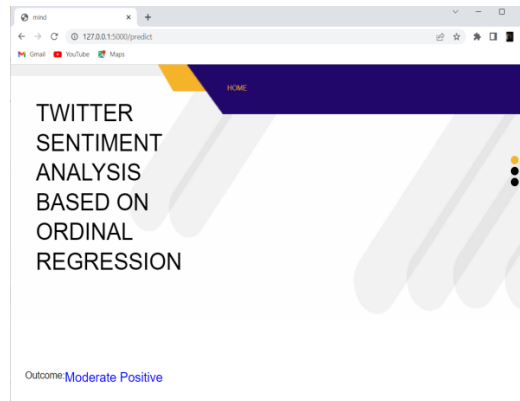 mind
127.0.0.1:5000/predict
Gmail YouTube Maps
HOME
TWITTER
SENTIMENT
ANALYSIS
BASED ON
ORDINAL
REGRESSION
Outcome:Moderate Positive